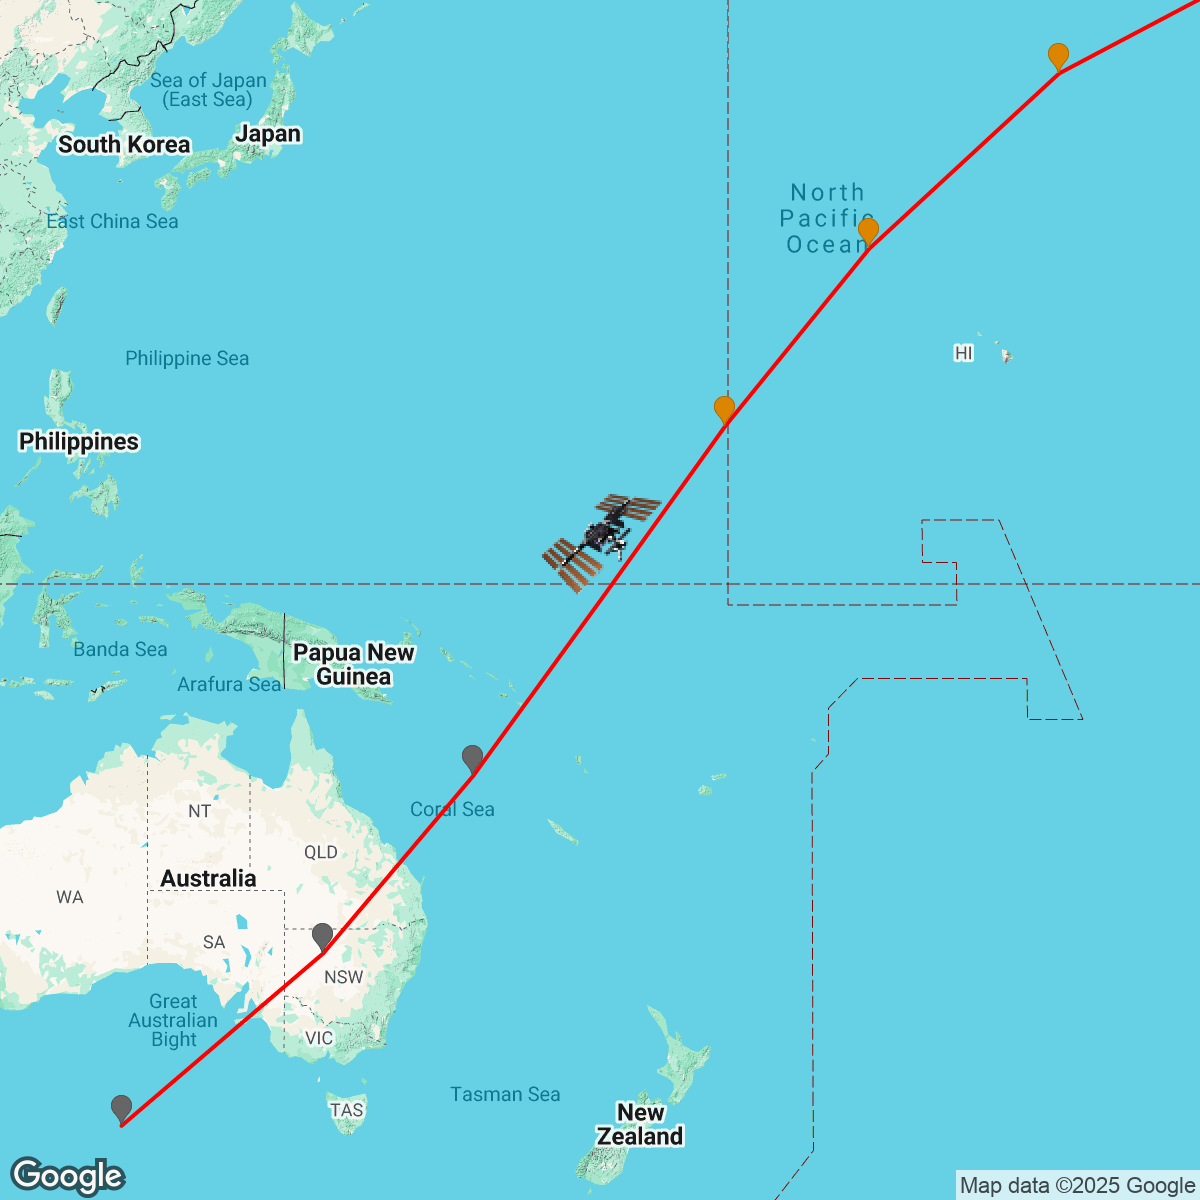 Sea of Japan
(East Sea)
South Korea
Japan
North
Pacific
Ocean
East China Sea
Philippine Sea
HI
Philippines
Banda Sea
Papua New
Guinea
Arafura Sea
Coral Sea
NT
QLD
Australia
WA
SA
NSW
Great
Australian
Bight
VIC
Tasman Sea
TAS
New
Zealand
Google
Map data ©2025 Google